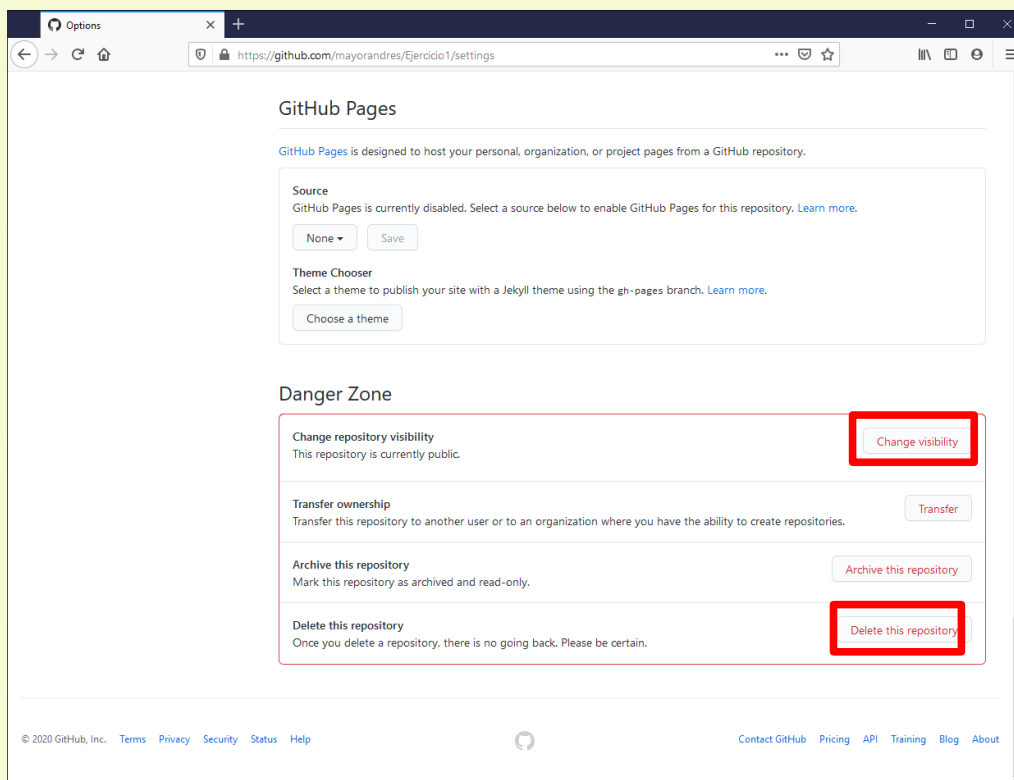 Options
https://github.com/mayorandres/Ejercicio1/settings
GitHub Pages
GitHub Pages is designed to host your personal, organization, or project pages from a GitHub repository.
Source
GitHub Pages is currently disabled. Select a source below to enable GitHub Pages for this repository. Learn more.
None Save
Theme Chooser
Select a theme to publish your site with a Jekyll theme using the gh-pages branch. Learn more.
Choose a theme
Danger Zone
Change repository visibility
This repository is currently public.
Change visibility
Transfer ownership
Transfer this repository to another user or to an organization where you have the ability to create repositories.
Transfer
Archive this repository
Mark this repository as archived and read-only.
Archive this repository
Delete this repository
Once you delete a repository, there is no going back. Please be certain.
Delete this repository
© 2020 GitHub, Inc. Terms Privacy Security Status Help Contact GitHub Pricing API Training Blog About